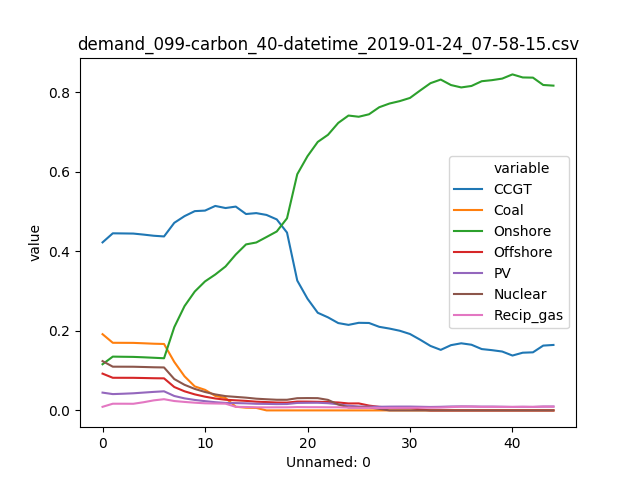 demand_099-carbon_40-datetime_2019-01-24_07-58-15.csv
0.8
0.6
0.4
0.2
0.0
value
variable
CCGT
Coal
Onshore
Offshore
PV
Nuclear
Recip_gas
0 10 20 30 40
Unnamed: 0